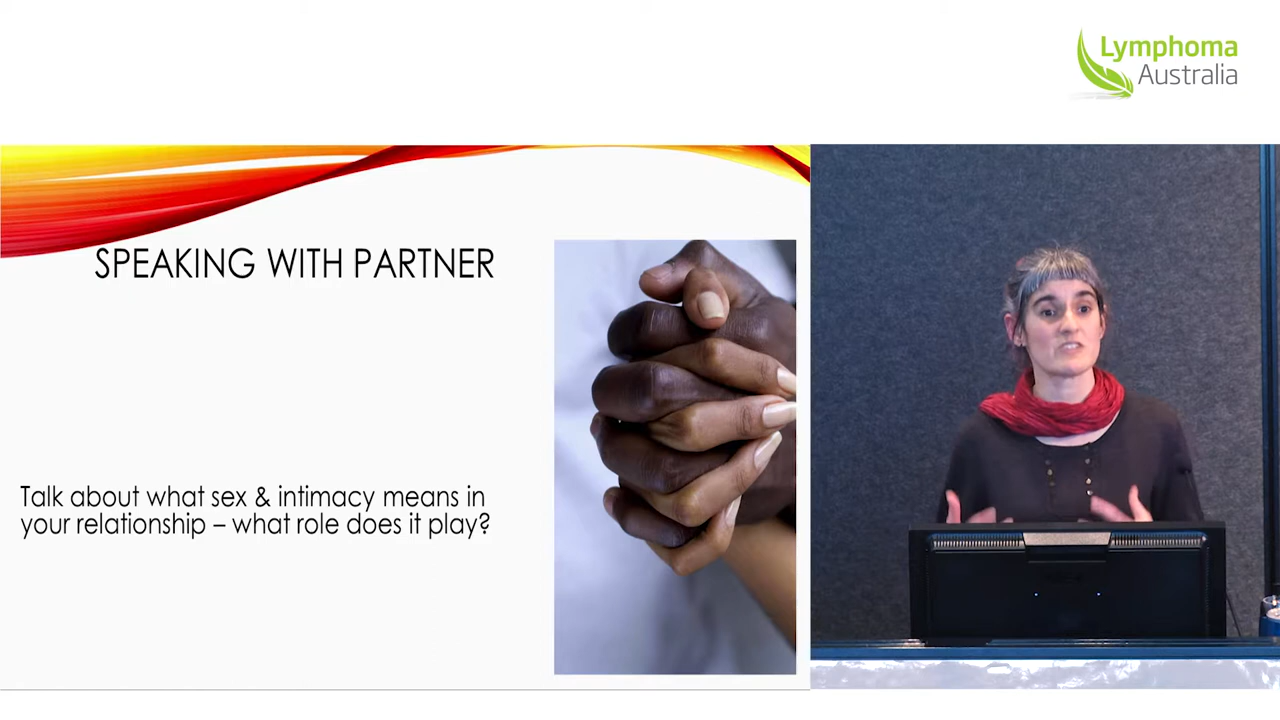 Lymphoma
Australia
SPEAKING WITH PARTNER
Talk about what sex & intimacy means in
your relationship – what role does it play?